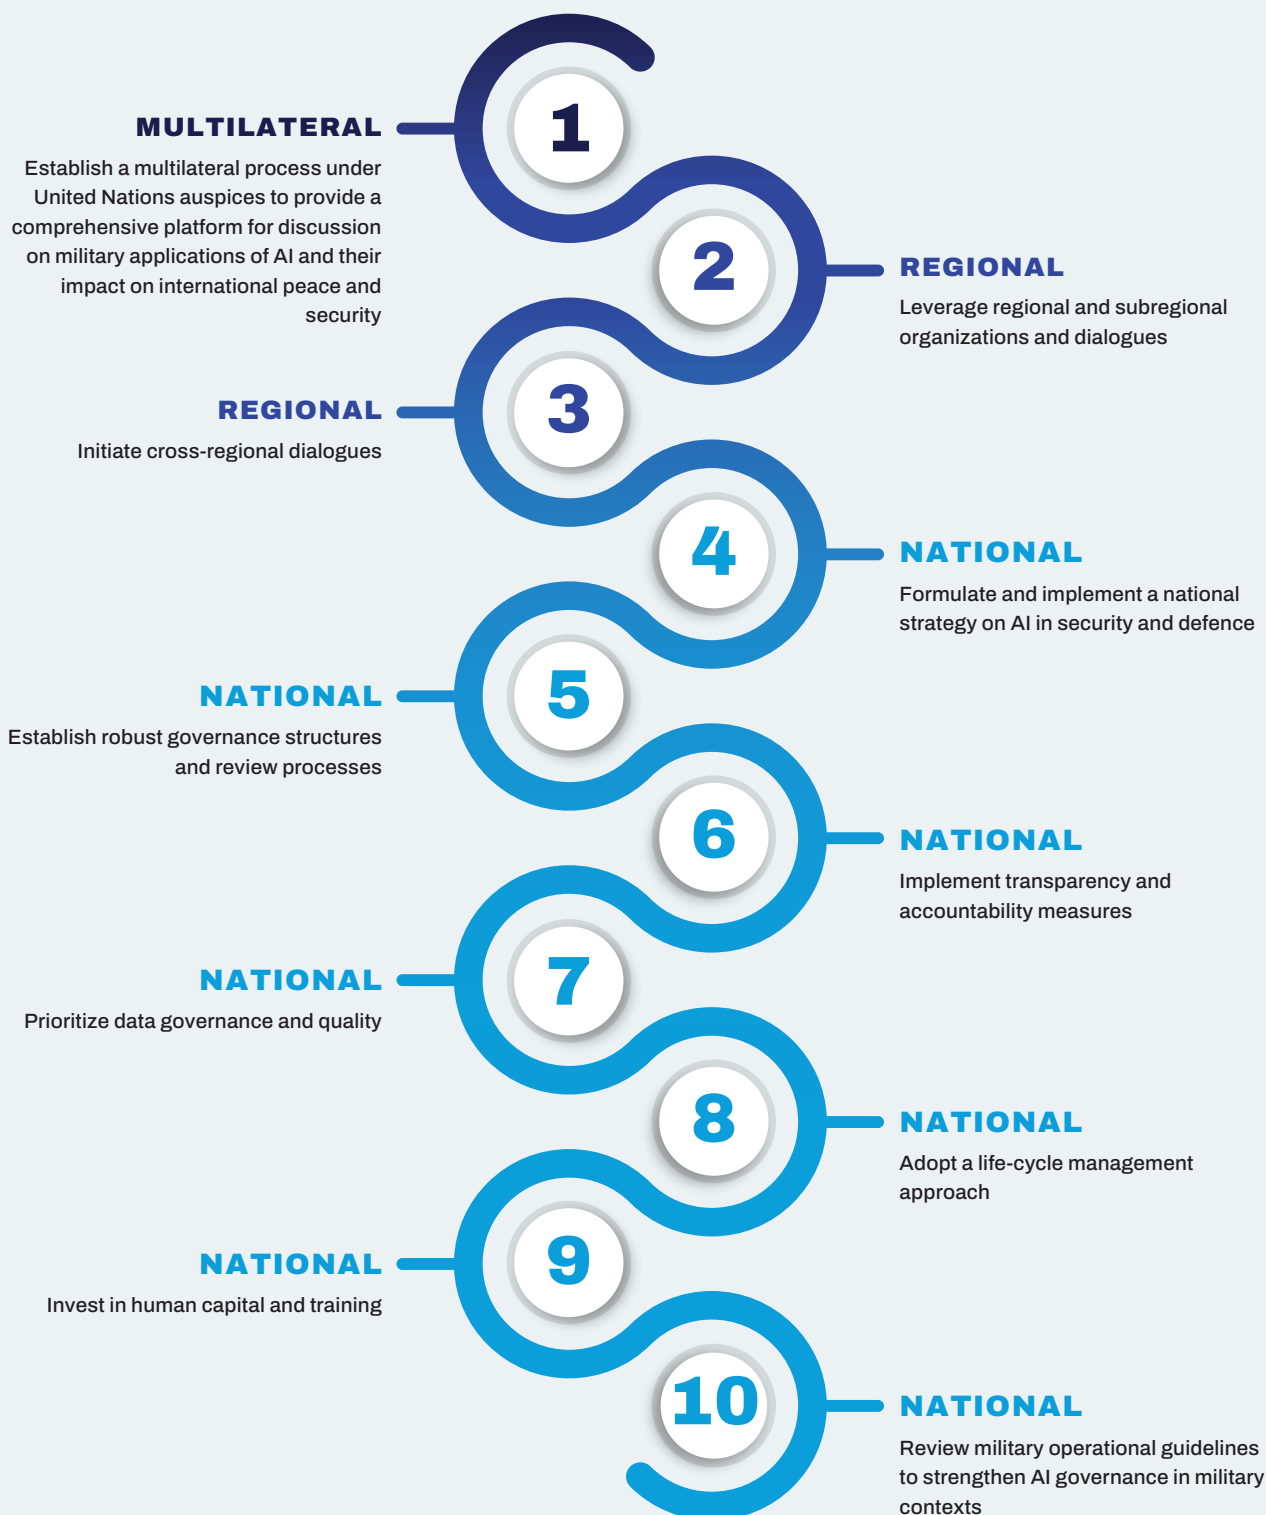 1
MULTILATERAL
Establish a multilateral process under
United Nations auspices to provide a
comprehensive platform for discussion
on military applications of AI and their
impact on international peace and
security
2
REGIONAL
Leverage regional and subregional
organizations and dialogues
3
REGIONAL
Initiate cross-regional dialogues
4
NATIONAL
Formulate and implement a national
strategy on AI in security and defence
5
NATIONAL
Establish robust governance structures
and review processes
6
NATIONAL
Implement transparency and
accountability measures
7
NATIONAL
Prioritize data governance and quality
8
NATIONAL
Adopt a life-cycle management
approach
9
NATIONAL
Invest in human capital and training
10
NATIONAL
Review military operational guidelines
to strengthen AI governance in military
contexts